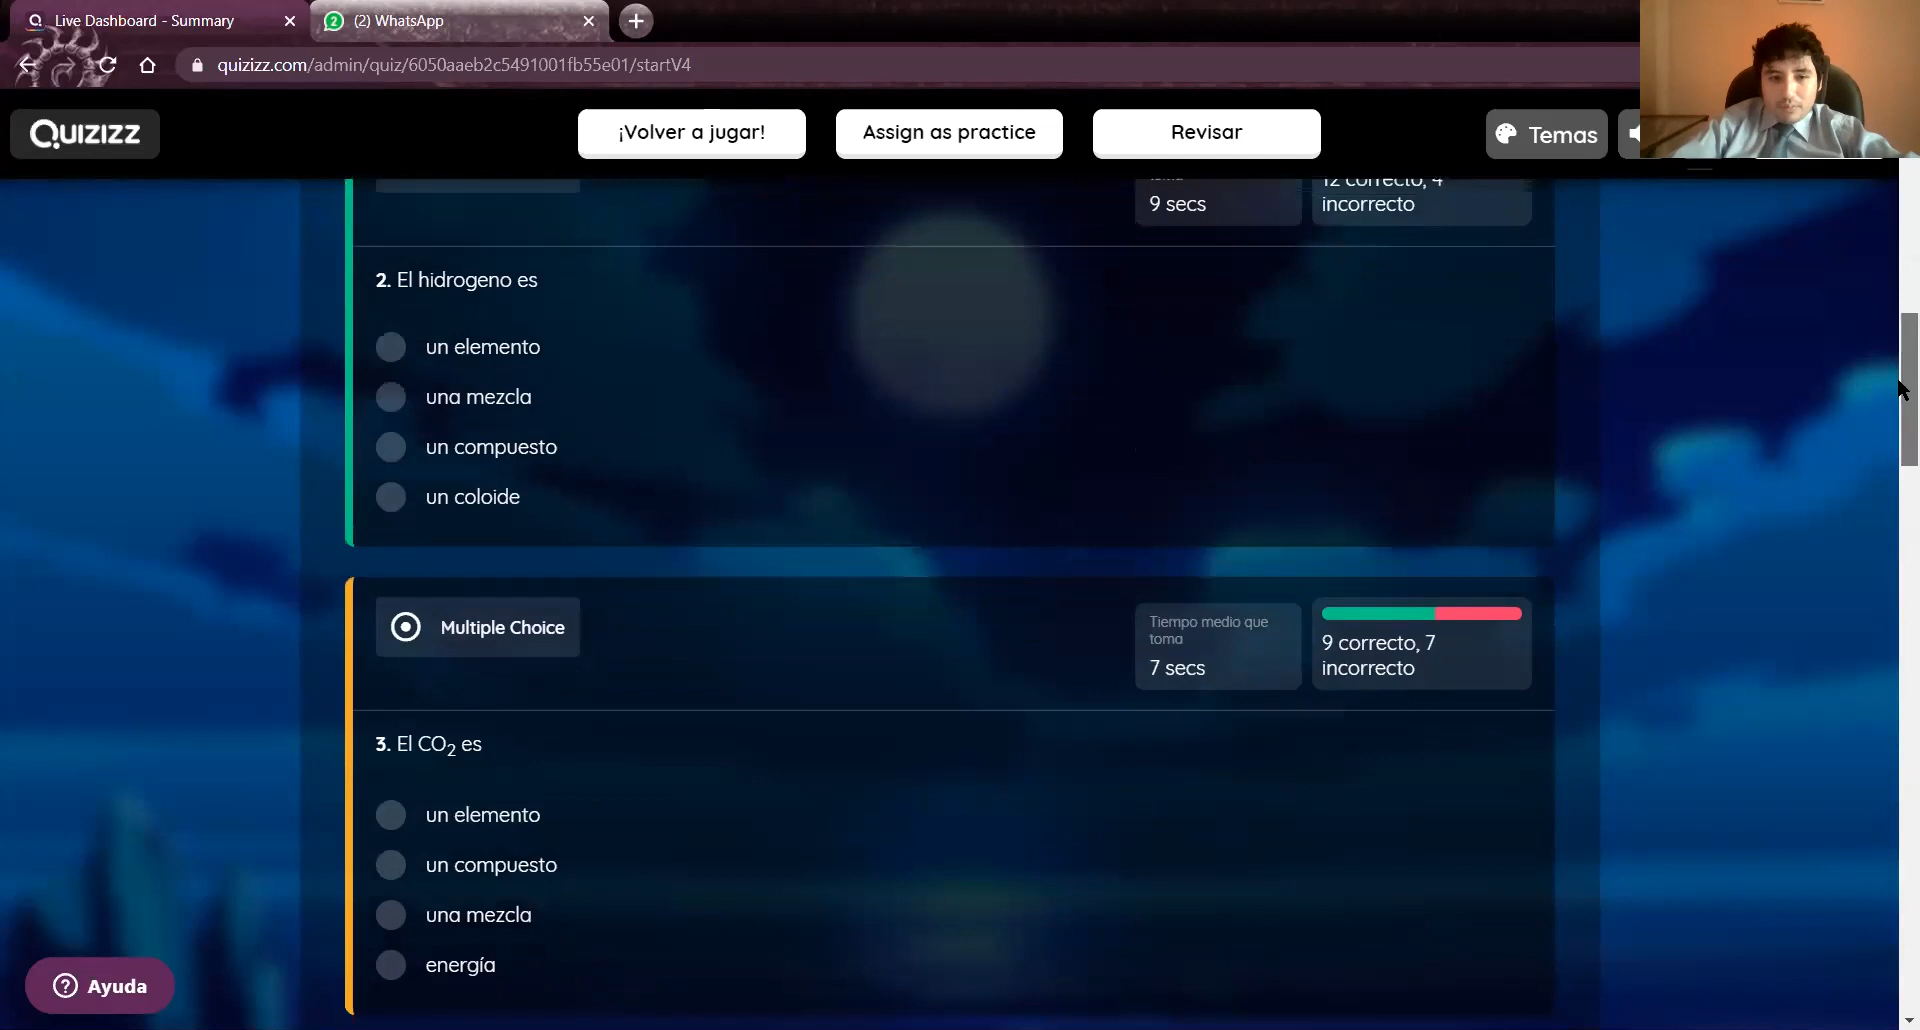 Live Dashboard - Summary
(2) WhatsApp
quizizz.com/admin/quiz/6050aaeb2c5491001fb55e01/startV4
QUIZIZZ
¡Volver a jugar!
Assign as practice
Revisar
Temas
12 correcto, 4
incorrecto
9 secs
2. El hidrogeno es
un elemento
una mezcla
un compuesto
un coloide
Multiple Choice
Tiempo medio que
toma
7 secs
9 correcto, 7
incorrecto
3. El CO₂ es
un elemento
un compuesto
una mezcla
energía
Ayuda